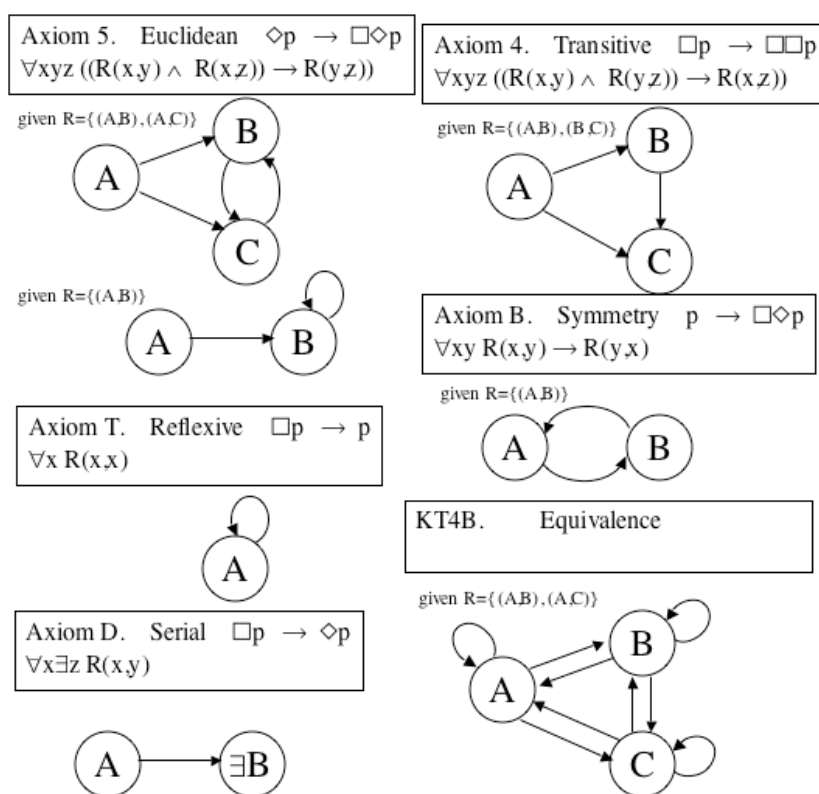 Axiom 5. Euclidean ◇p → □◇p
∀xyz ((R(x,y) ∧ R(x,z)) → R(y,z))
given R={(A,B),(A,C)}
A
B
C
given R={(A,B)}
A
B
Axiom T. Reflexive □p → p
∀x R(x,x)
A
Axiom D. Serial □p → ◇p
∀x∃z R(x,y)
A
∃B
Axiom 4. Transitive □p → □□p
∀xyz ((R(x,y) ∧ R(y,z)) → R(x,z))
given R={(A,B),(B,C)}
A
B
C
Axiom B. Symmetry p → □◇p
∀xy R(x,y) → R(y,x)
given R={(A,B)}
A
B
KT4B. Equivalence
given R={(A,B),(A,C)}
A
B
C